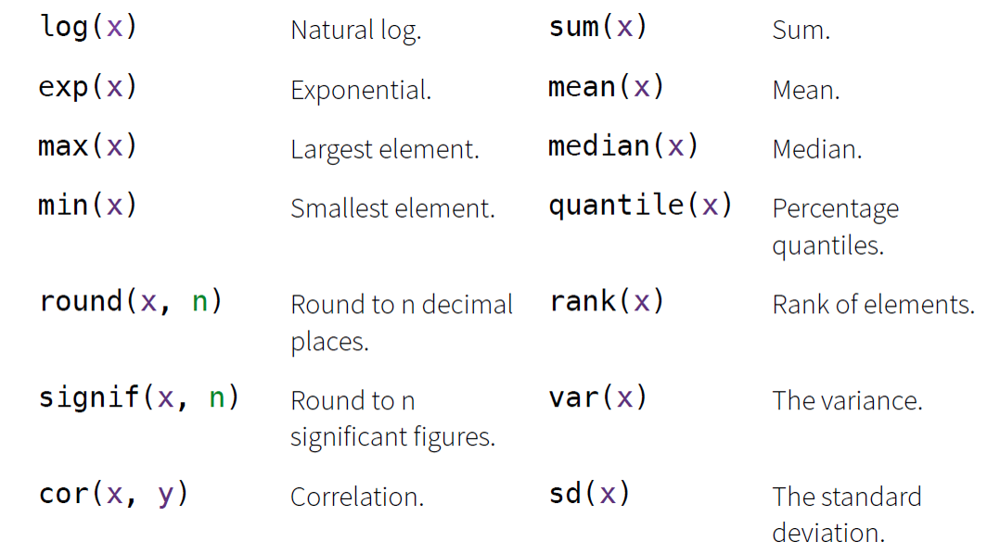 log(x) Natural log. sum(x) Sum.
exp(x) Exponential. mean(x) Mean.
max(x) Largest element. median(x) Median.
min(x) Smallest element. quantile(x) Percentage
quantiles.
round(x, n) Round to n decimal rank(x) Rank of elements.
places.
signif(x, n) Round to n var(x) The variance.
significant figures.
cor(x, y) Correlation. sd(x) The standard
deviation.